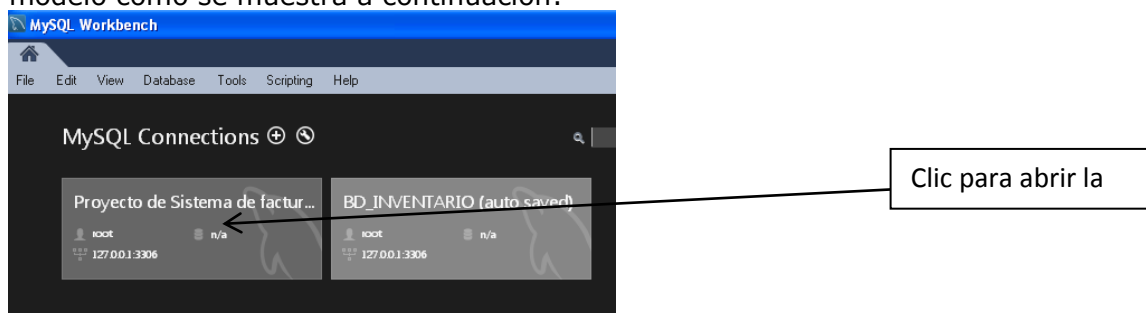 modelo como se muestra a continuación:
MySQL Workbench
File Edit View Database Tools Scripting Help
MySQL Connections
Proyecto de Sistema de factur...
root n/a
127.0.0.1:3306
BD_INVENTARIO (auto saved)
root n/a
127.0.0.1:3306
Clic para abrir la